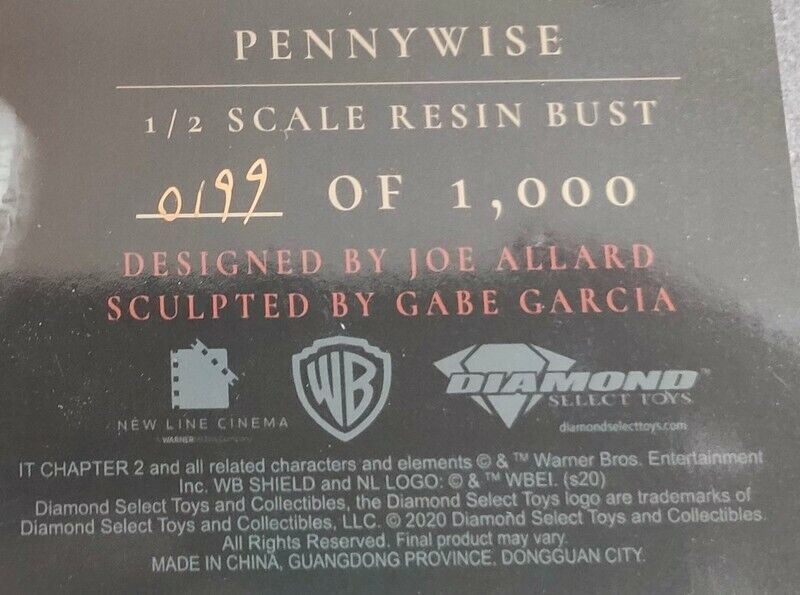 PENNYWISE
1/2 SCALE RESIN BUST
0199 OF 1,000
DESIGNED BY JOE ALLARD
SCULPTED BY GABE GARCIA
NEW LINE CINEMA
A WARNER
WB
DIAMOND
SELECT TOYS
diamondselecttoys.com
IT CHAPTER 2 and all related characters and elements © & ™ Warner Bros. Entertainment
Inc. WB SHIELD and NL LOGO: © & ™ WBEI. (s20)
Diamond Select Toys and Collectibles, the Diamond Select Toys logo are trademarks of
Diamond Select Toys and Collectibles, LLC. © 2020 Diamond Select Toys and Collectibles.
All Rights Reserved. Final product may vary.
MADE IN CHINA, GUANGDONG PROVINCE, DONGGUAN CITY.